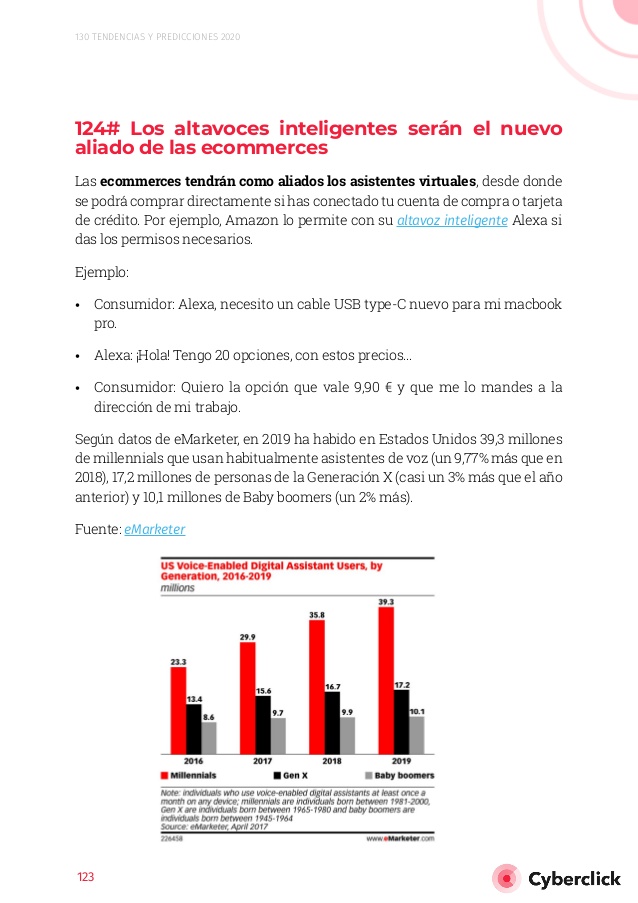 130 TENDENCIAS Y PREDICCIONES 2020
124# Los altavoces inteligentes serán el nuevo
aliado de las ecommerces
Las ecommerces tendrán como aliados los asistentes virtuales, desde donde
se podrá comprar directamente si has conectado tu cuenta de compra o tarjeta
de crédito. Por ejemplo, Amazon lo permite con su altavoz inteligente Alexa si
das los permisos necesarios.
Ejemplo:
• Consumidor: Alexa, necesito un cable USB type-C nuevo para mi macbook
pro.
• Alexa: ¡Hola! Tengo 20 opciones, con estos precios...
• Consumidor: Quiero la opción que vale 9,90 € y que me lo mandes a la
dirección de mi trabajo.
Según datos de eMarketer, en 2019 ha habido en Estados Unidos 39,3 millones
de millennials que usan habitualmente asistentes de voz (un 9,77% más que en
2018), 17,2 millones de personas de la Generación X (casi un 3% más que el año
anterior) y 10,1 millones de Baby boomers (un 2% más).
Fuente: eMarketer
US Voice-Enabled Digital Assistant Users, by
Generation, 2016-2019
millions
23.3 13.4 8.6
29.9 15.6 9.7
35.8 16.7 9.9
39.3 17.2 10.1
2016 2017 2018 2019
Millennials Gen X Baby boomers
Note: individuals who use voice-enabled digital assistants at least once a
month on any device; millennials are individuals born between 1981-2000,
Gen X are individuals born between 1965-1980 and baby boomers are
individuals born between 1945-1964
Source: eMarketer, April 2017
226458 www.eMarketer.com
123
Cyberclick